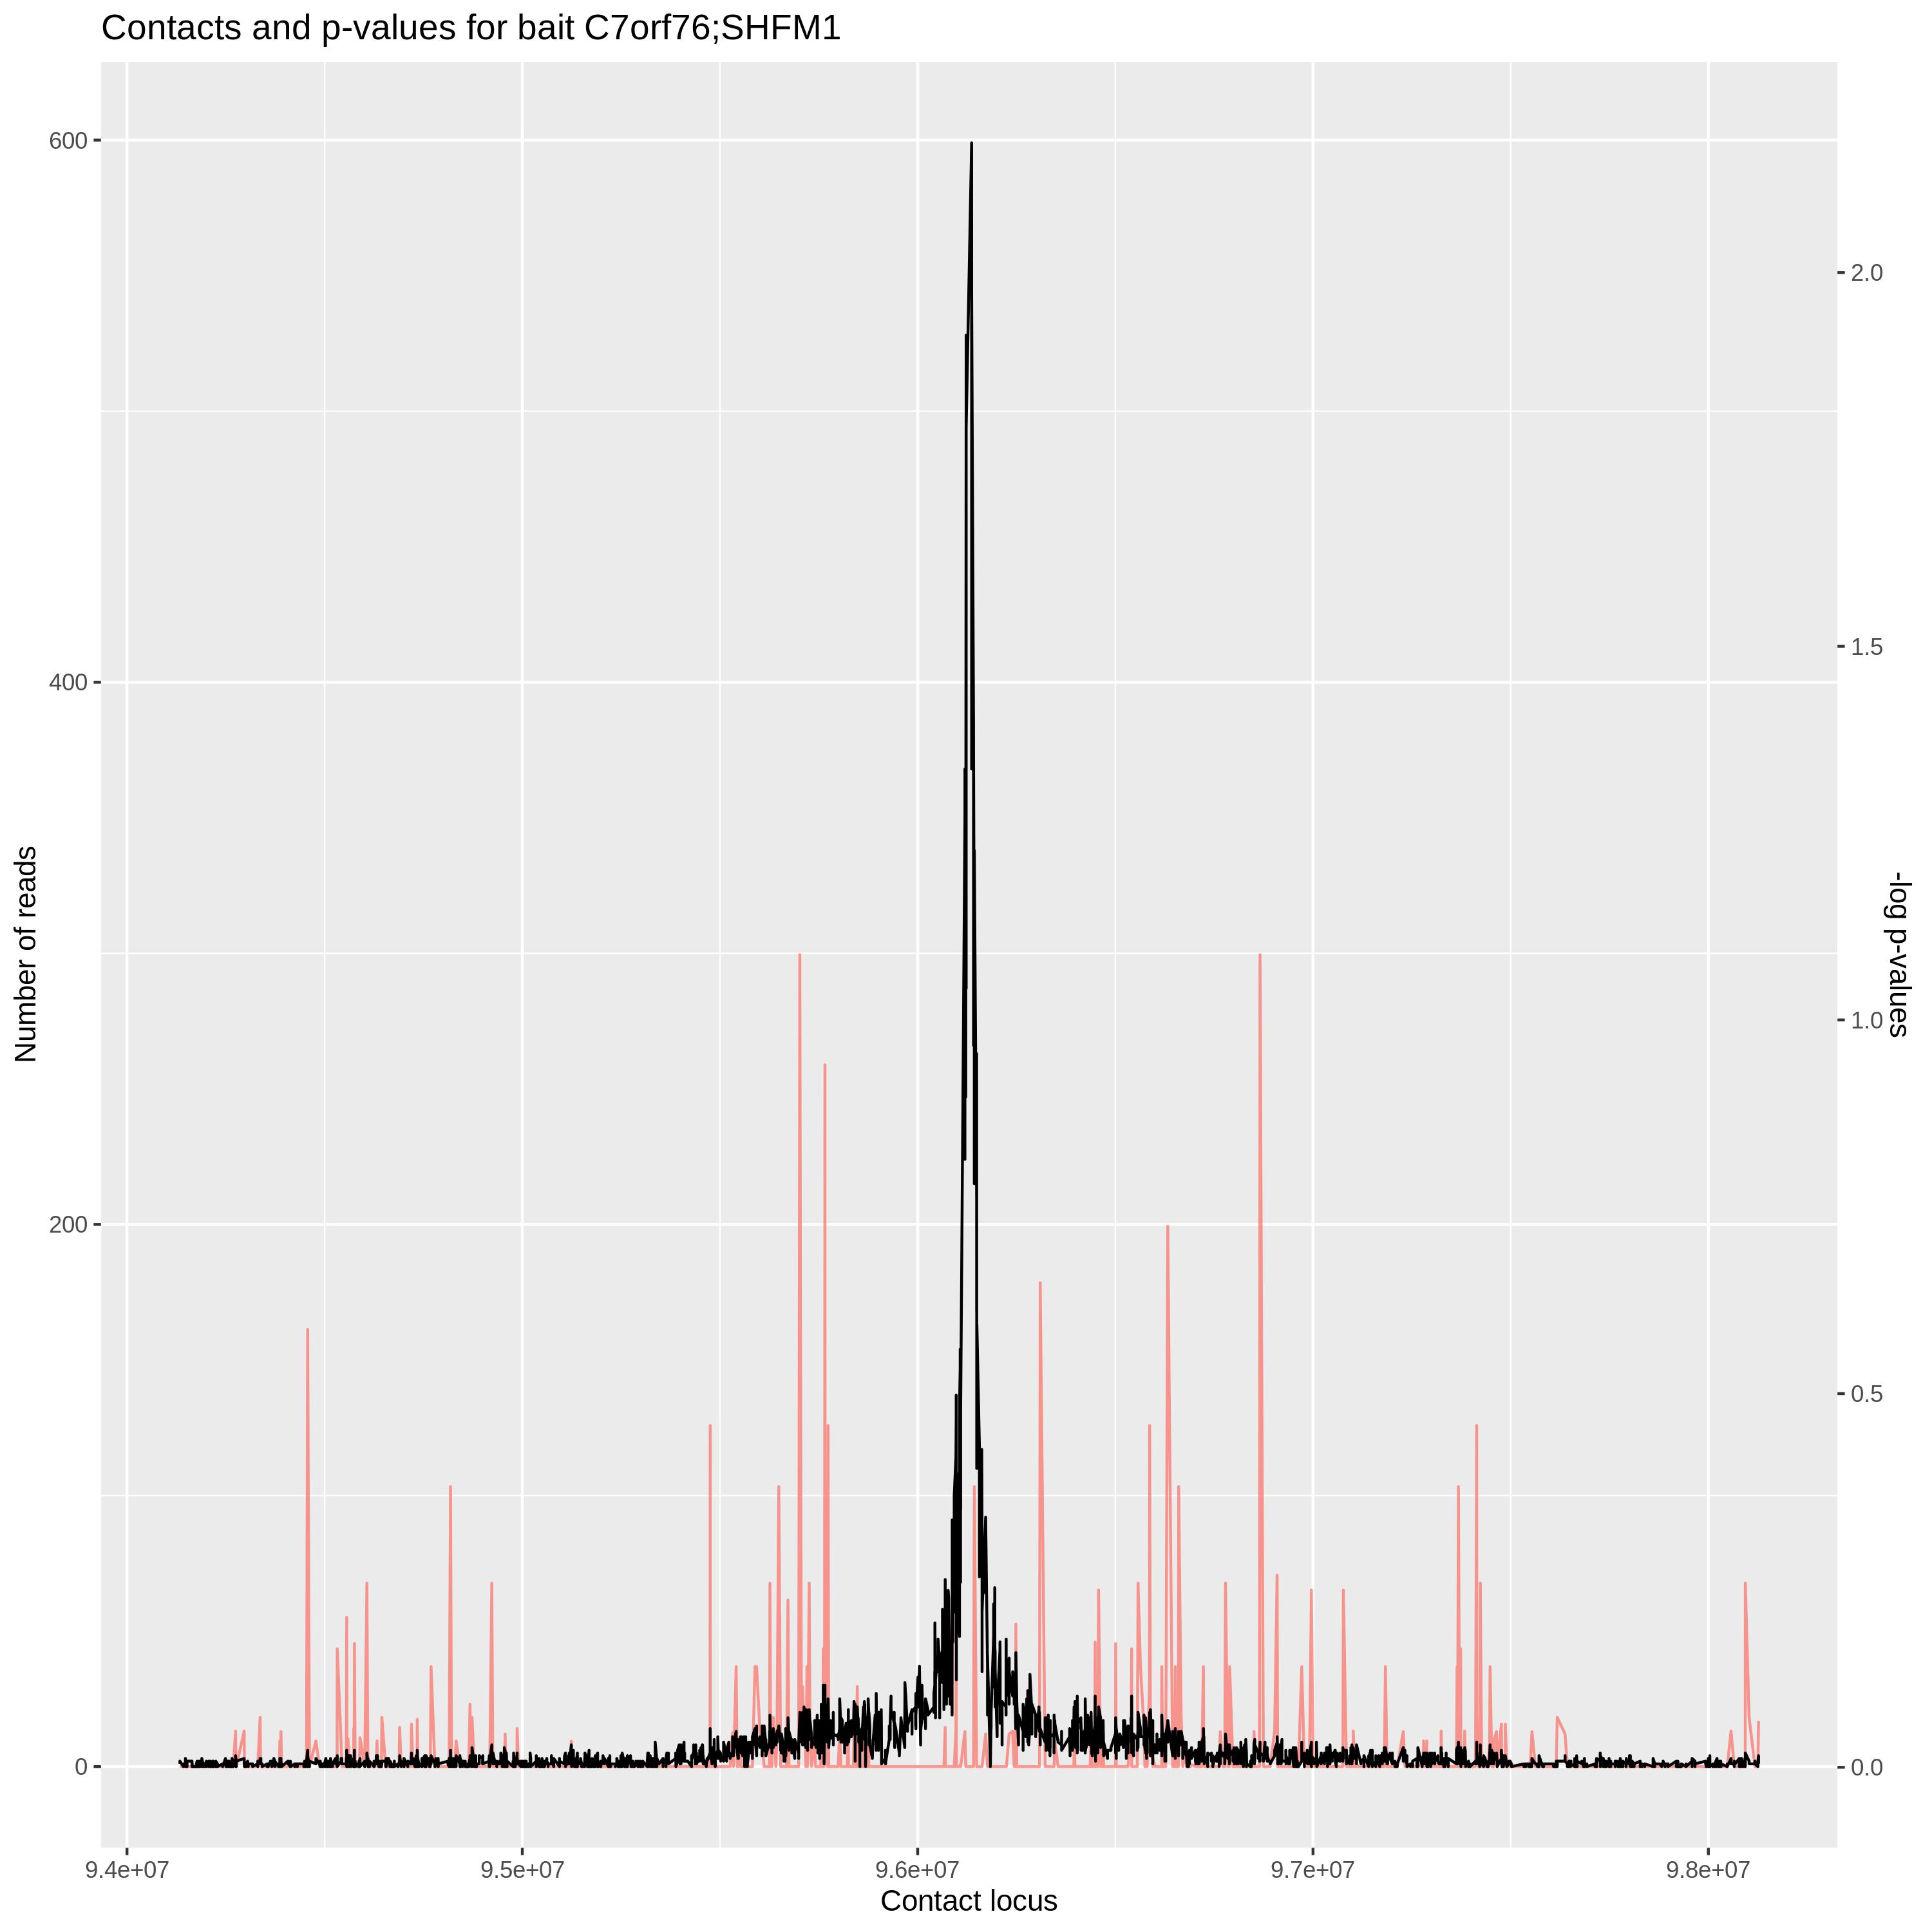 Contacts and p-values for bait C7orf76;SHFM1
600
400
200
0
Number of reads
2.0
1.5
1.0
0.5
0.0
-log p-values
9.4e+07
9.5e+07
9.6e+07
9.7e+07
9.8e+07
Contact locus